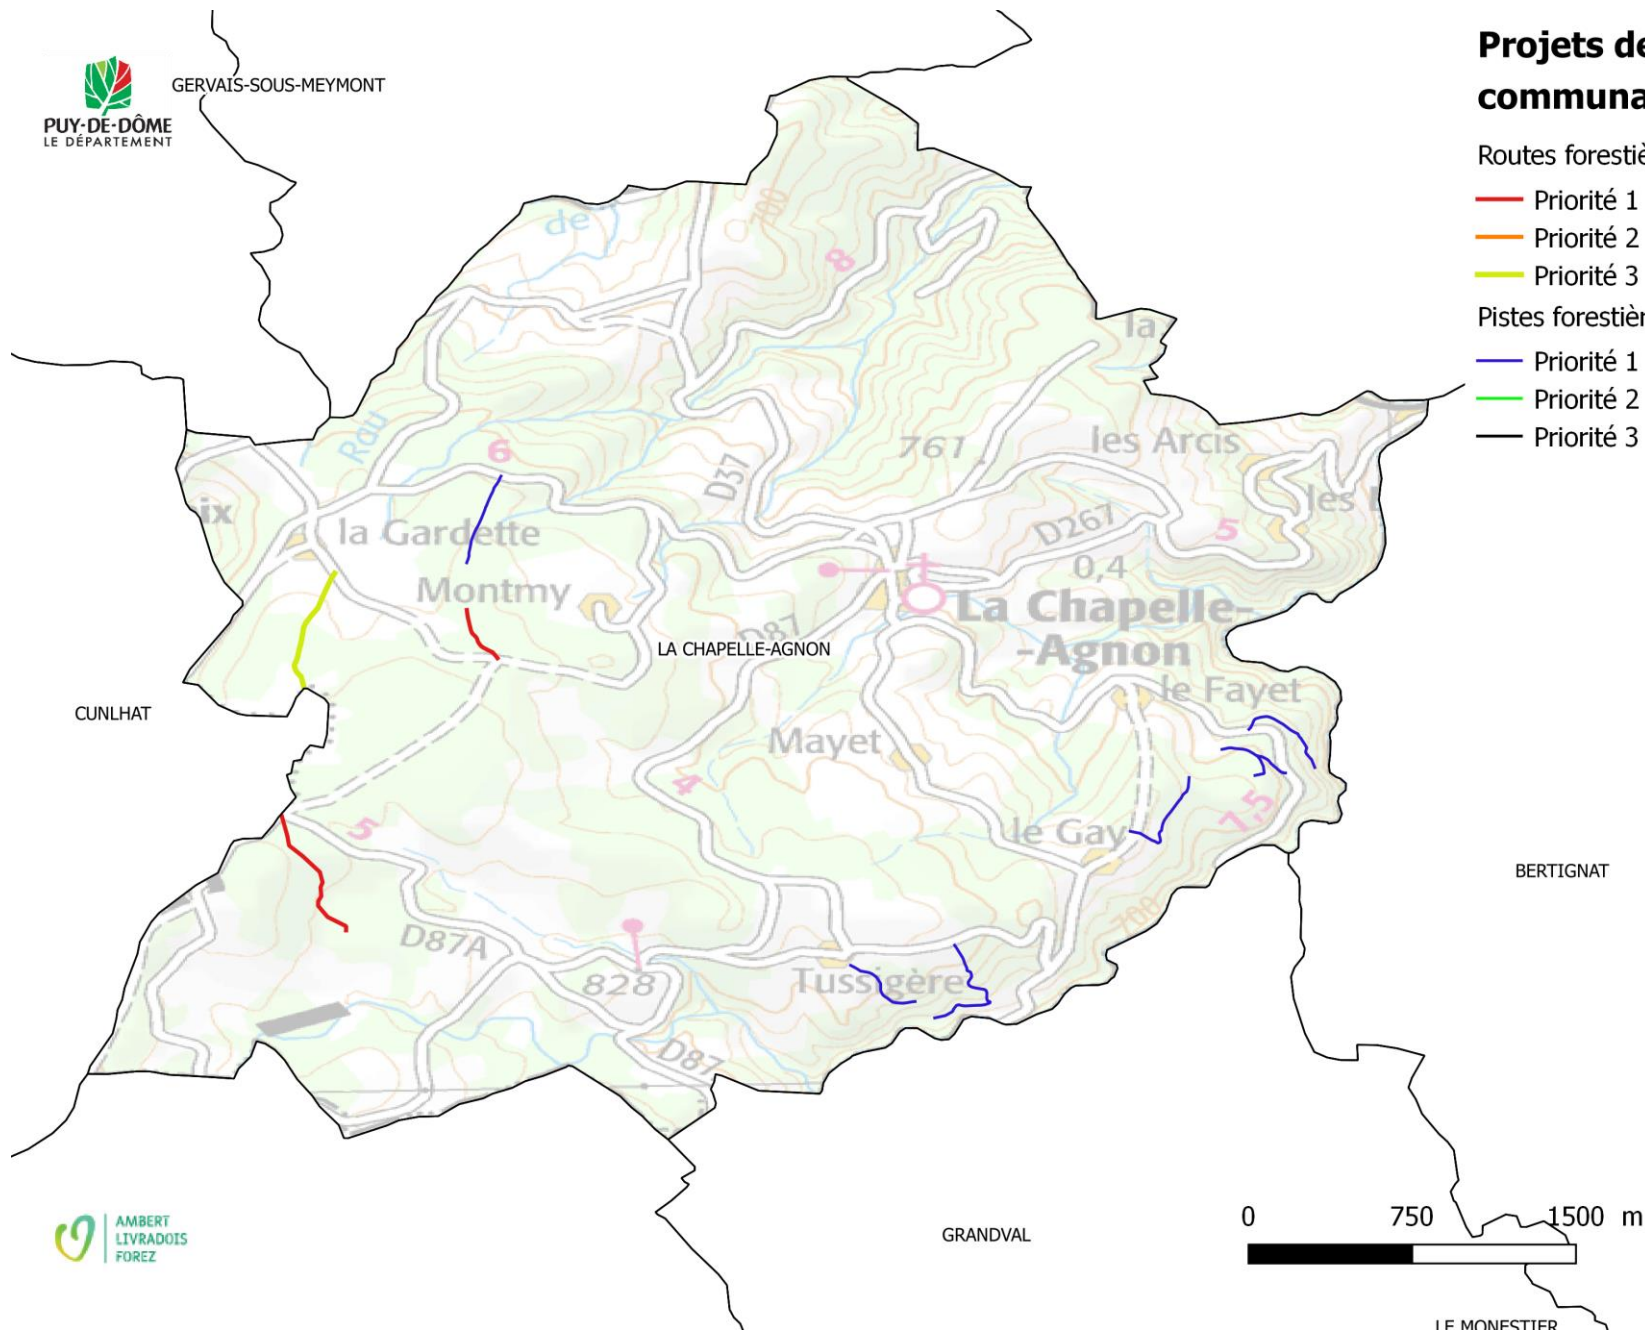 Projets de
communa
Routes forestiè
Priorité 1
Priorité 2
Priorité 3
Pistes forestièr
Priorité 1
Priorité 2
Priorité 3
PUY-DE-DÔME
LE DÉPARTEMENT
GERVAIS-SOUS-MEYMONT
de
700
8
la
Rau
6
761
les Arcis
D37
ix
la Gardette
D267
5
les
0,4
Montmy
La Chapelle-
-Agnon
D87
LA CHAPELLE-AGNON
le Fayet
CUNLHAT
Mayet
4
7,5
5
le Gay
BERTIGNAT
700
D87A
828
Tussigère
D87
AMBERT
LIVRADOIS
FOREZ
GRANDVAL
0 750 1500 m
LE MONESTIER